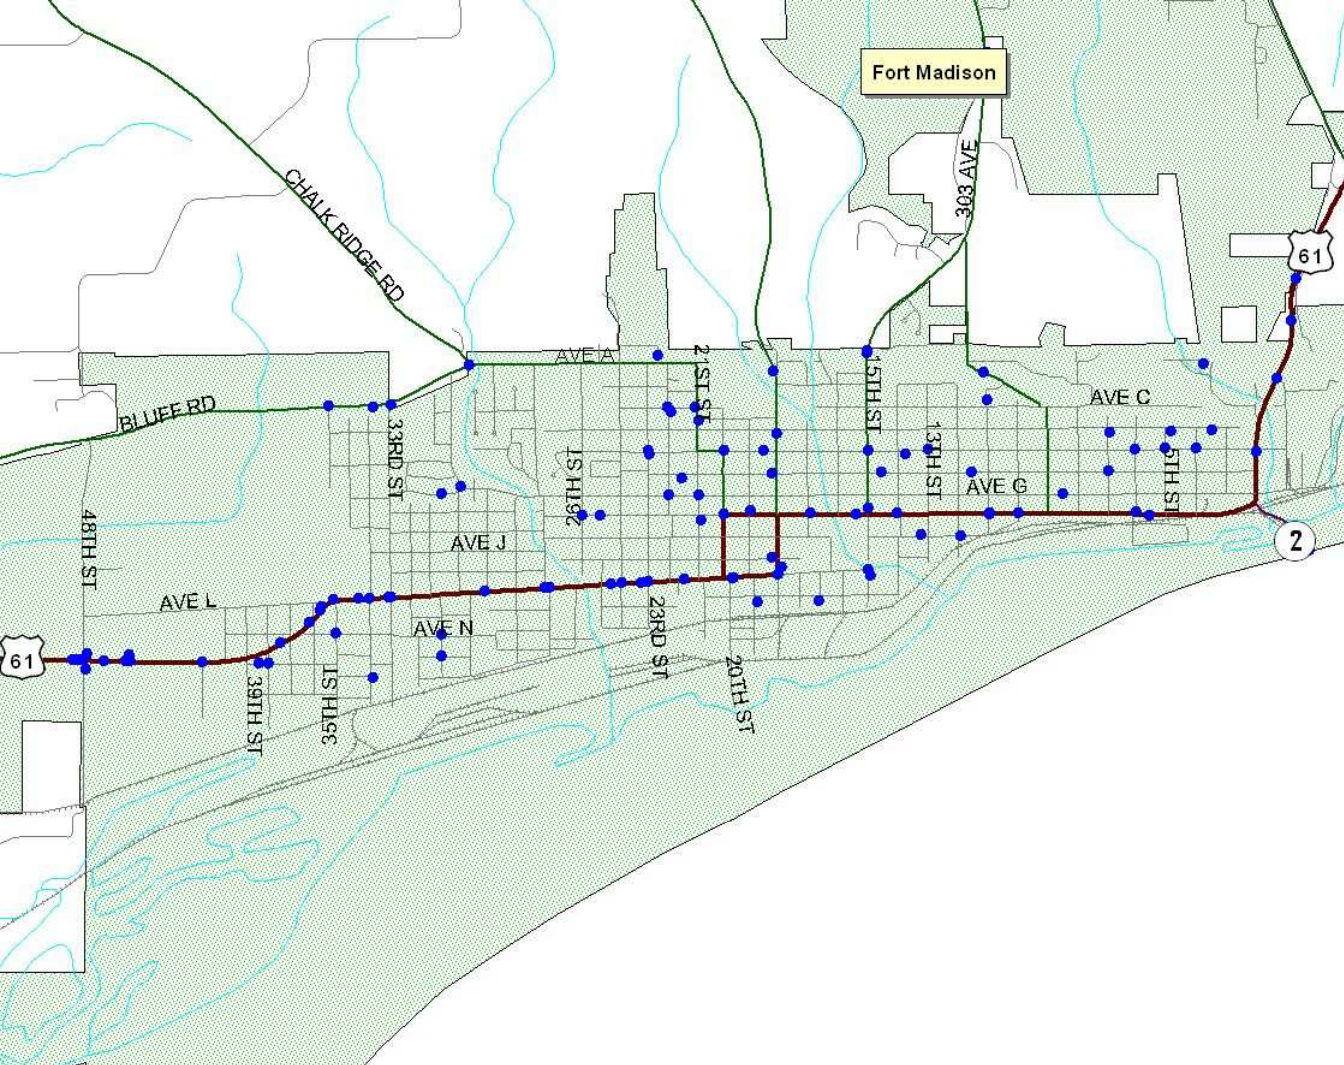 Fort Madison
303 AVE
CHALK RIDGE RD
61
AVE A
21ST ST
15TH ST
AVE C
BLUFF RD
33RD ST
26TH ST
13TH ST
5TH ST
AVE G
48TH ST
AVE J
2
AVE L
AVE N
23RD ST
61
39TH ST
35TH ST
20TH ST